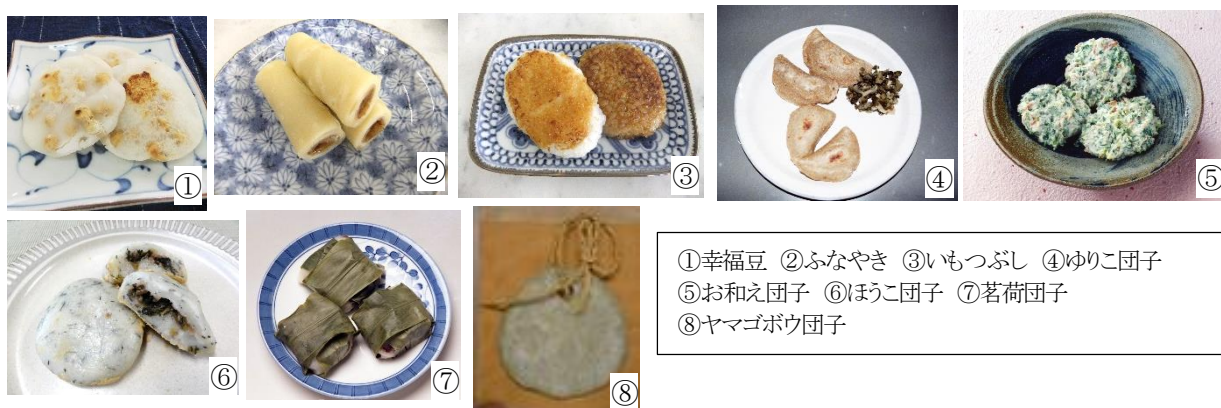 ①
②
③
④
⑤
⑥
⑦
⑧
①幸福豆 ②ふなやき ③いもつぶし ④ゆりこ団子
⑤お和え団子 ⑥ほうこ団子 ⑦茗荷団子
⑧ヤマゴボウ団子